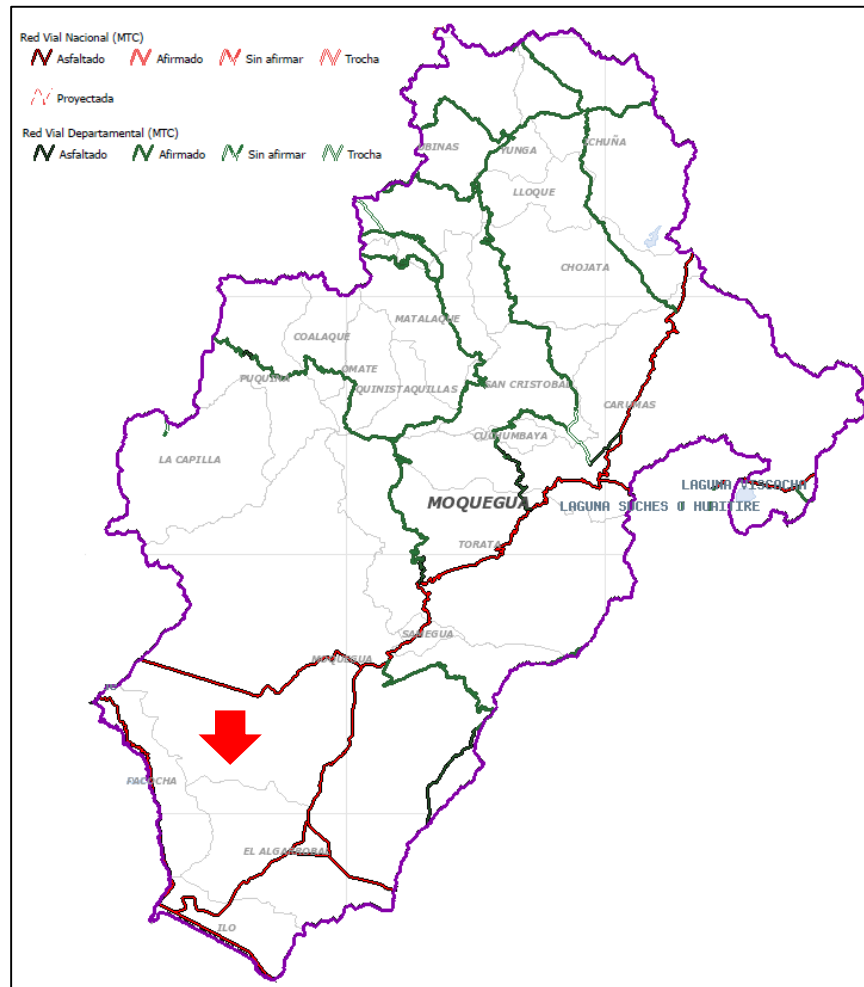 Red Vial Nacional (MTC)
Asfaltado Afirmado Sin afirmar Trocha
Proyectada
Red Vial Departamental (MTC)
Asfaltado Afirmado Sin afirmar Trocha
UBINAS
YUNGA
ICHUÑA
LLOQUE
CHOJATA
MATALAQUE
COALAQUE
OMATE
PUQUINA
QUINISTAQUILLAS
SAN CRISTOBAL
CARUMAS
CUCHUMBAYA
LA CAPILLA
LAGUNA VISCOCHA
MOQUEGUA
LAGUNA SUCHES O HUAITIRE
TORATA
SAMEGUA
MOQUEGUA
PACOCHA
EL ALGARROBAL
ILO